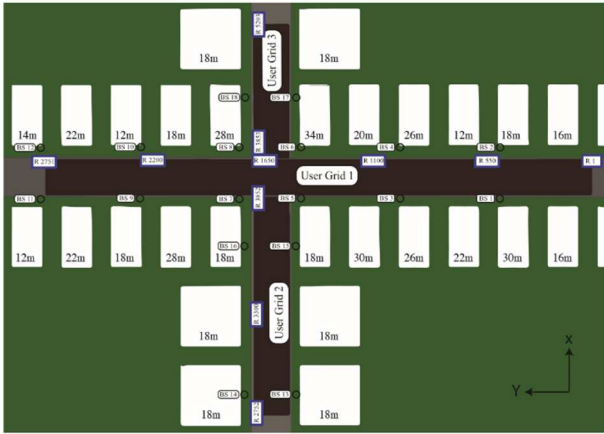 R 5203
18m
User Grid 3
18m
BS 18
BS 17
14m
22m
12m
18m
28m
34m
20m
26m
12m
18m
16m
R 3853
BS 12
BS 10
BS 8
BS 6
BS 4
BS 2
R 2751
R 2200
R 1650
R 1100
R 550
R 1
User Grid 1
R 3852
BS 11
BS 9
BS 7
BS 5
BS 3
BS 1
BS 16
BS 15
12m
22m
18m
28m
18m
18m
30m
26m
22m
30m
16m
R 3300
User Grid 2
18m
18m
X
BS 14
BS 13
Y
R 2752
18m
18m